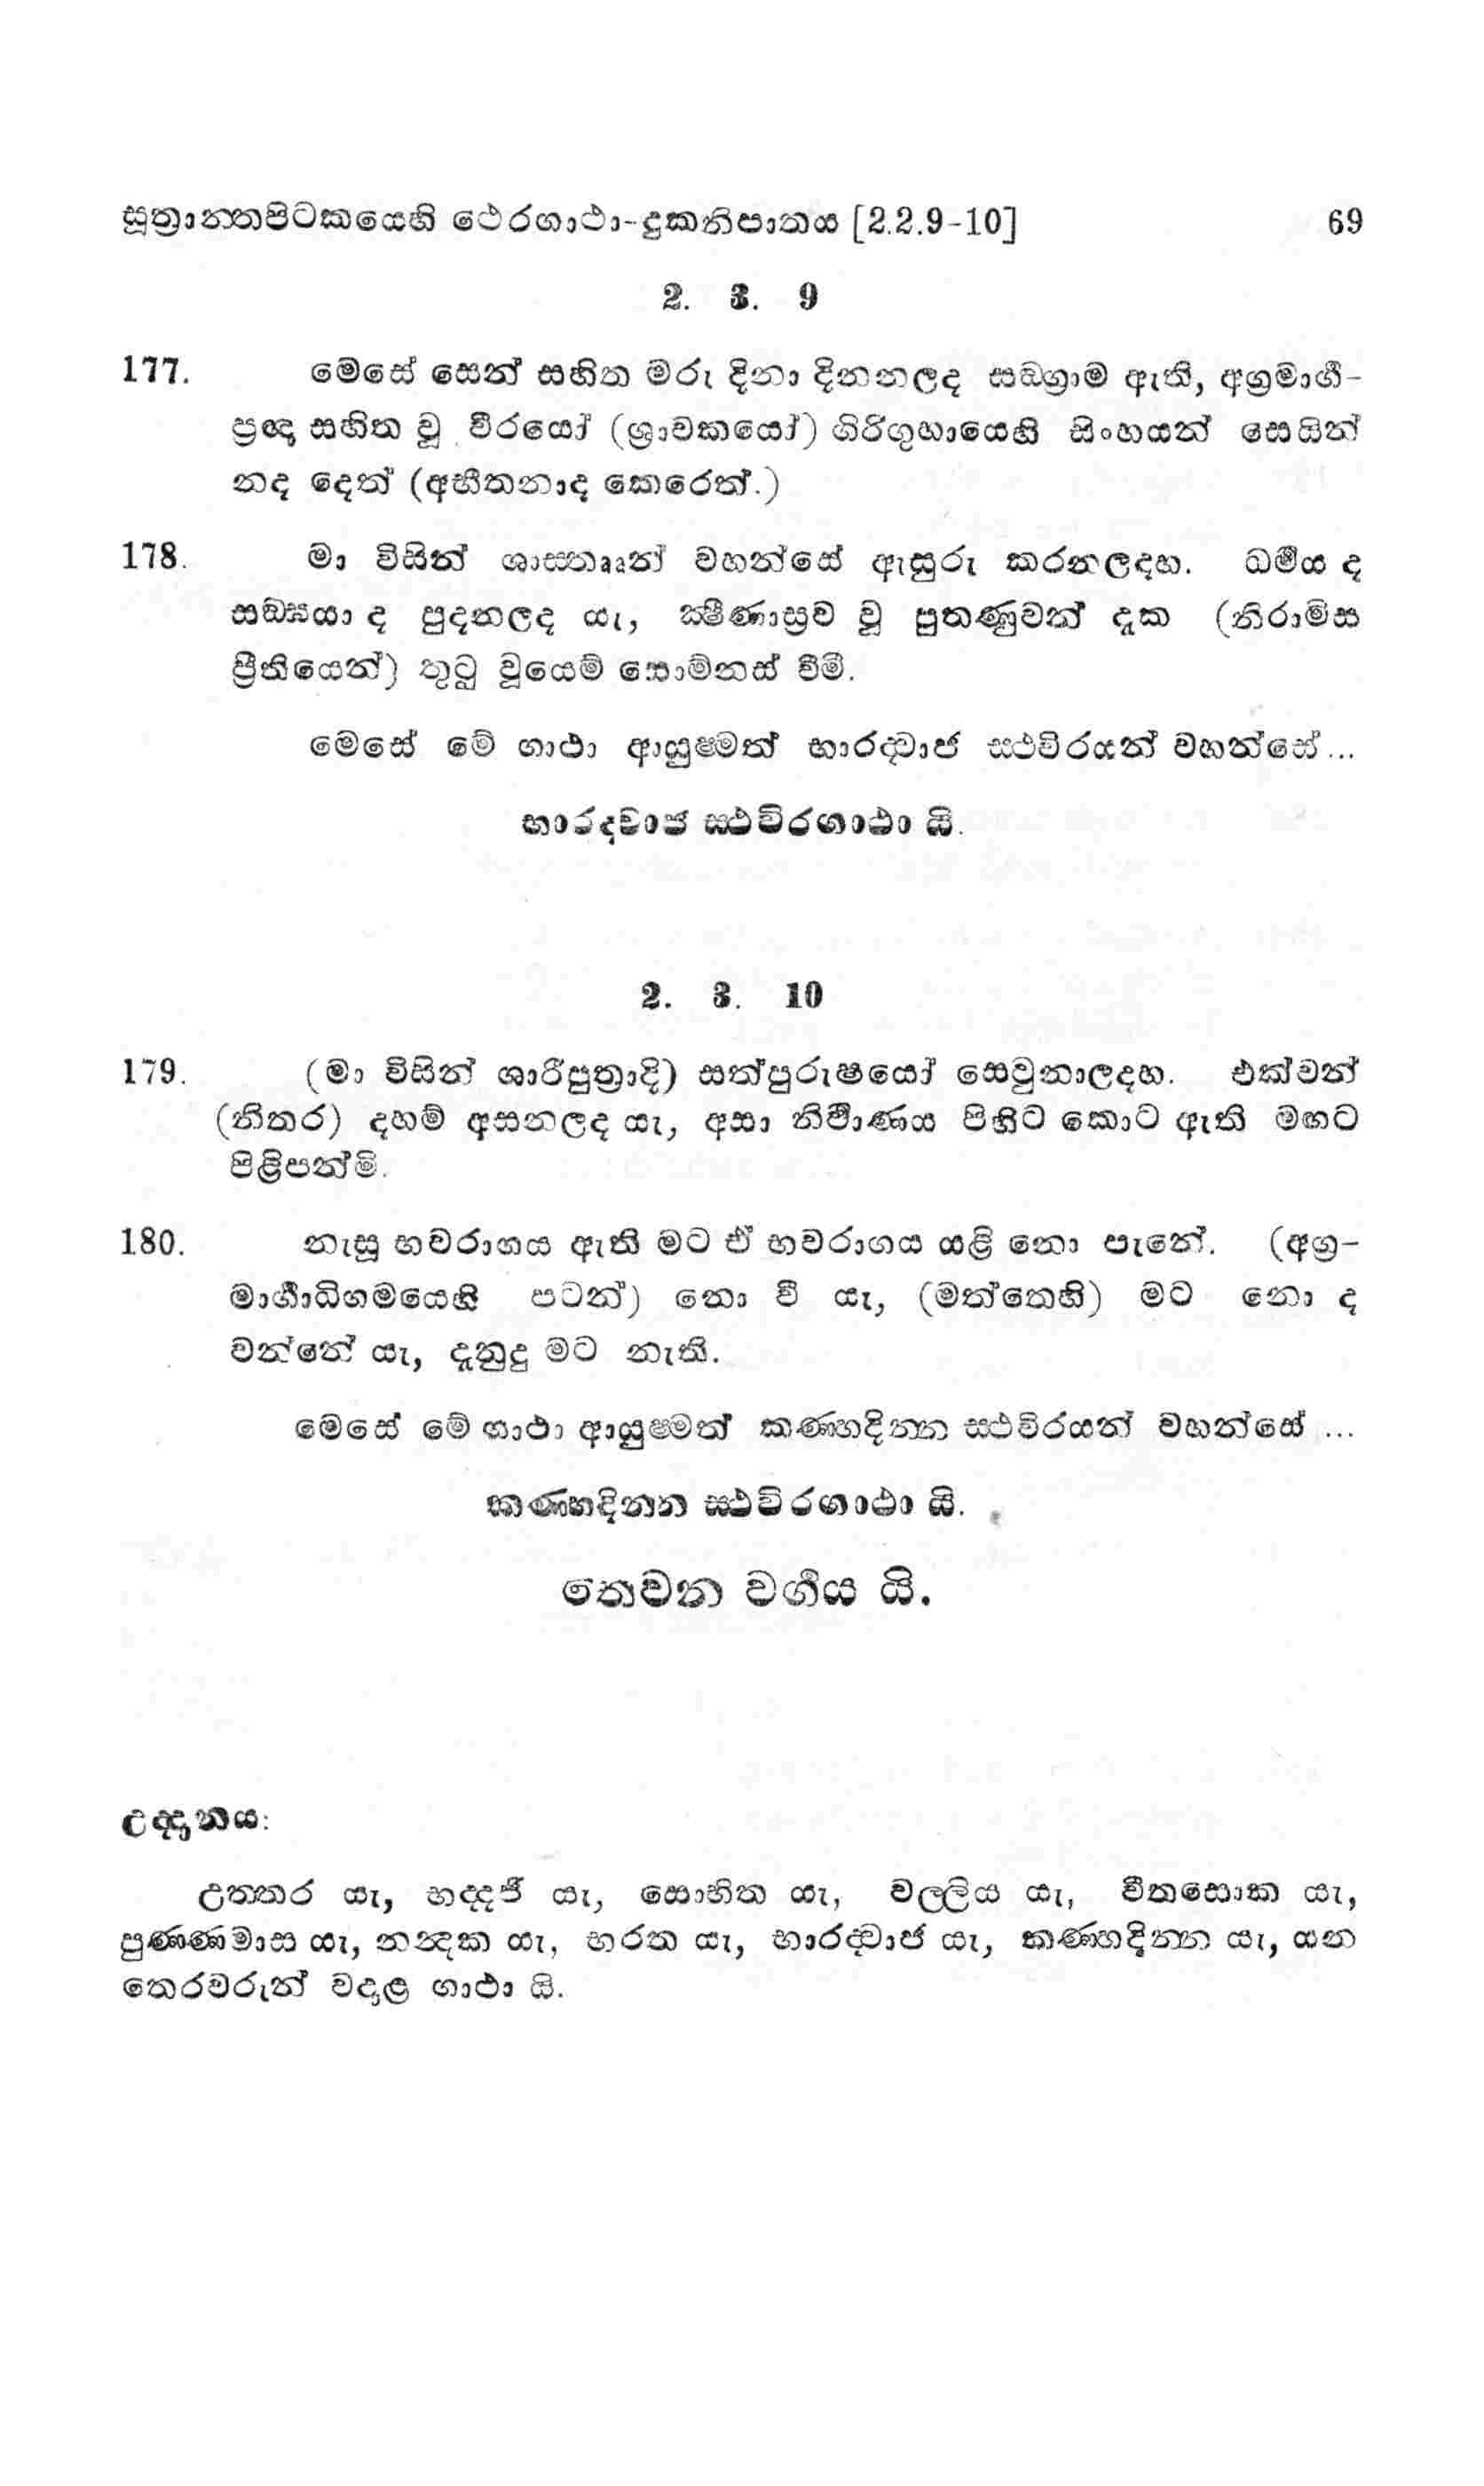 සූත්‍රාන්තපිටකයෙහි ථෙරගාථා-දුකනිපාතය [2.2.9-10] 69
2. 3. 9
177. මෙසේ සෙන් සහිත මරු දිනා දිනනලද සඞග්‍රාම ඇති, අග්‍රමාර්ග-
ප්‍රඥා සහිත වූ වීරයෝ (ශ්‍රාවකයෝ) ගිරිගුහායෙහි සිංහයන් සෙයින්
නද දෙත් (අභීතනාද කෙරෙත්.)
178. මා විසින් ශාස්තෲන් වහන්සේ ඇසුරු කරනලදහ. ධර්මය ද
සඞ්ඝයා ද පුදනලද යැ, ක්ෂීණාස්‍රව වූ පුතණුවන් දැක (නිරාමිස
ප්‍රීතියෙන්) තුටු වූයෙම් සොම්නස් වීමි.
මෙසේ මේ ගාථා ආයුෂ්මත් භාරද්වාජ ස්ථවිරයන් වහන්සේ...
භාරද්වාජ ස්ථවිරගාථා යි.
2. 3. 10
179. (මා විසින් ශාරීපුත්‍රාදි) සත්පුරුෂයෝ සෙවුනාලදහ. එක්වන්
(නිතර) දහම් අසනලද යැ, අසා නිර්වාණය පිහිට කොට ඇති මඟට
පිළිපන්මි.
180. නැසූ භවරාගය ඇති මට ඒ භවරාගය යළි නො පැනේ. (අග්‍ර-
මාර්ගාධිගමයෙහි පටන්) නො වී යැ, (මත්තෙහි) මට නො ද
වන්නේ යැ, දැනුදු මට නැති.
මෙසේ මේ ගාථා ආයුෂ්මත් කණ්හදින්න ස්ථවිරයන් වහන්සේ ...
කණ්හදින්න ස්ථවිරගාථා යි.
තෙවන වර්ගය යි.
උද්දානය:
උත්තර යැ, භද්දජි යැ, සොභිත යැ, වල්ලිය යැ, වීතසොක යැ,
පුණ්ණමාස යැ, නන්දක යැ, භරත යැ, භාරද්වාජ යැ, කණ්හදින්න යැ, යන
තෙරවරුන් වදාළ ගාථා යි.